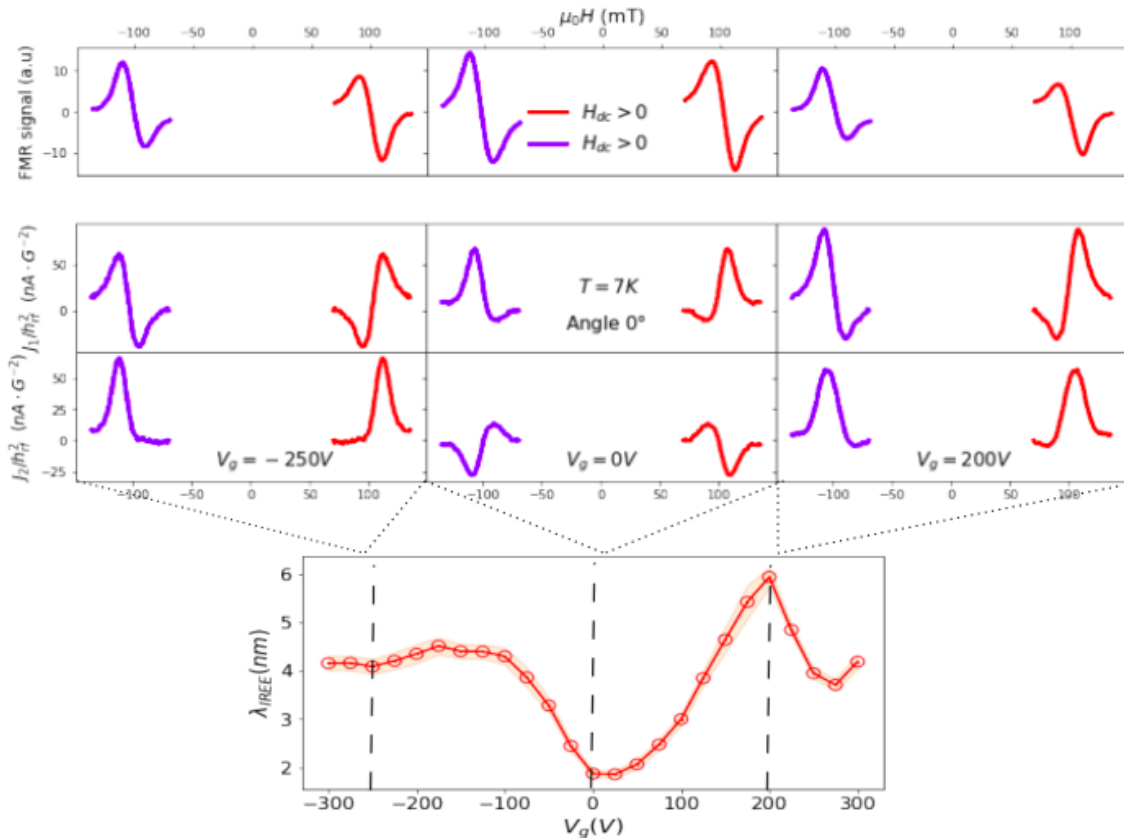 μ₀H (mT)
−100 −50 0 50 100 −100 −50 0 50 100 −100 −50 0 50 100
FMR signal (a.u)
10
0
−10
H_dc > 0
H_dc > 0
J₁/h²_rf (nA · G⁻²)
50
0
T = 7K
Angle 0°
J₂/h²_rf (nA · G⁻²)
50
25
0
−25
V_g = −250V V_g = 0V V_g = 200V
−100 −50 0 50 100 −100 −50 0 50 100 −100 −50 0 50 100
λ_IREE(nm)
6
5
4
3
2
−300 −200 −100 0 100 200 300
V_g(V)